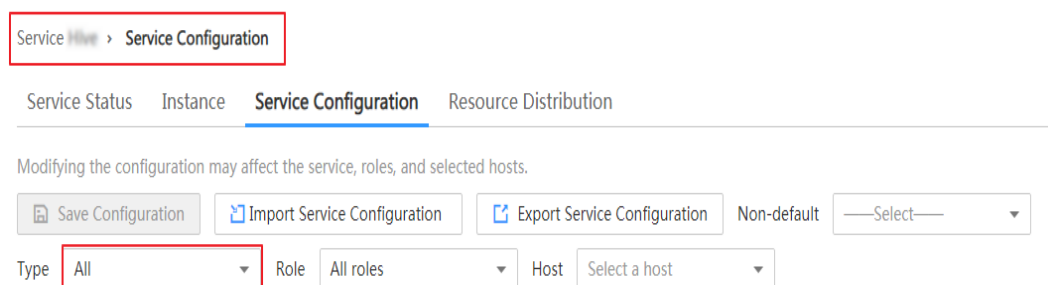 Service › Service Configuration
Service Status Instance Service Configuration Resource Distribution
Modifying the configuration may affect the service, roles, and selected hosts.
Save Configuration Import Service Configuration Export Service Configuration Non-default ——Select——
Type All Role All roles Host Select a host